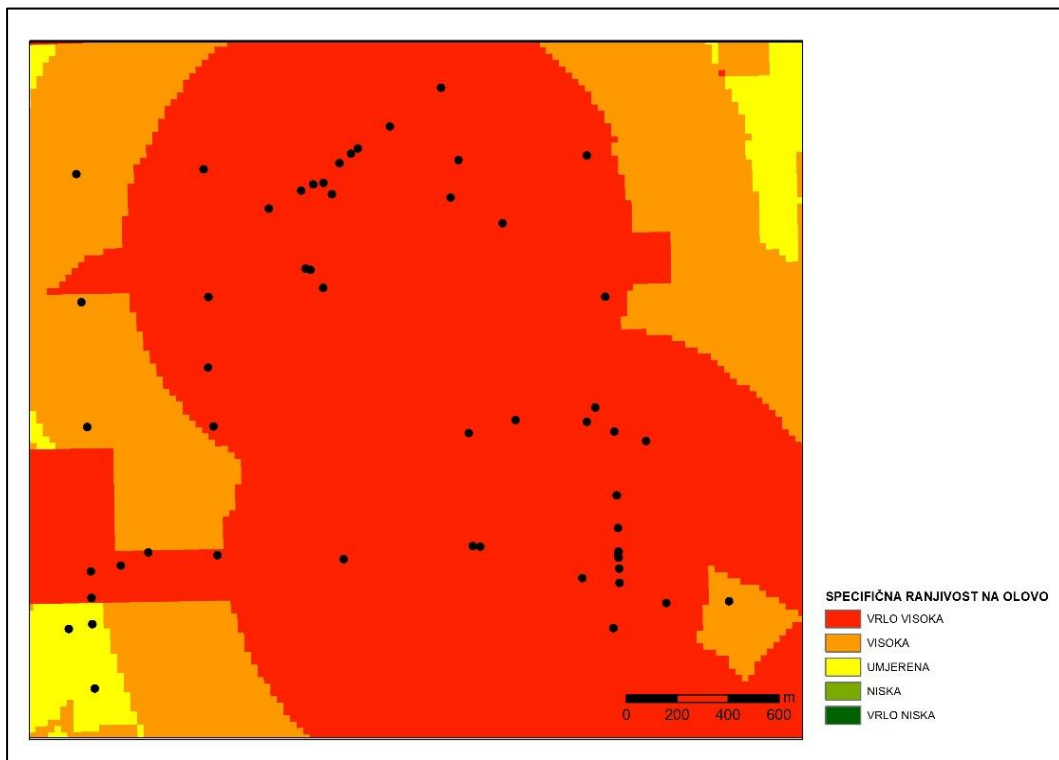 SPECIFIČNA RANJIVOST NA OLOVO
VRLO VISOKA
VISOKA
UMJERENA
NISKA
VRLO NISKA
m
0 200 400 600